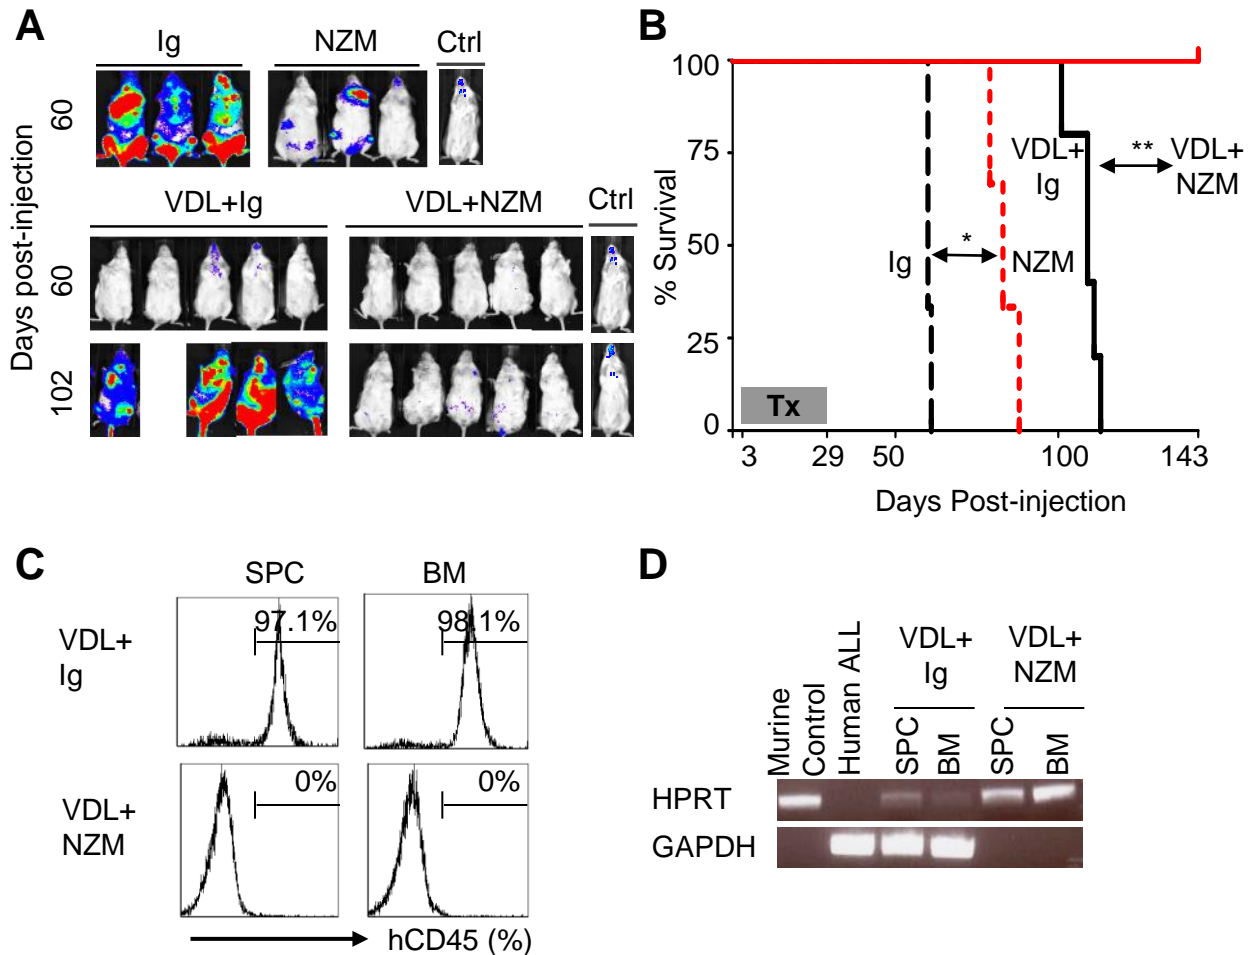 A
Ig
NZM
Ctrl
60
Days post-injection
VDL+Ig
VDL+NZM
Ctrl
60
102
B
% Survival
100
75
50
25
0
VDL+
Ig
**
VDL+
NZM
Ig
*
NZM
Tx
3
29
50
100
143
Days Post-injection
C
SPC
BM
VDL+
Ig
97.1%
98.1%
VDL+
NZM
0%
0%
hCD45 (%)
D
Murine
Control
Human ALL
VDL+
Ig
VDL+
NZM
SPC
BM
SPC
BM
HPRT
GAPDH